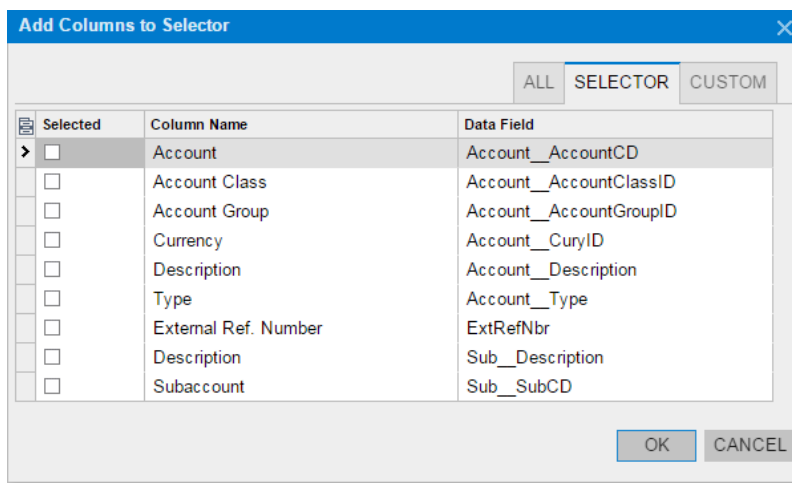 Add Columns to Selector
ALL SELECTOR CUSTOM
Selected Column Name Data Field
Account Account__AccountCD
Account Class Account__AccountClassID
Account Group Account__AccountGroupID
Currency Account__CuryID
Description Account__Description
Type Account__Type
External Ref. Number ExtRefNbr
Description Sub__Description
Subaccount Sub__SubCD
OK CANCEL